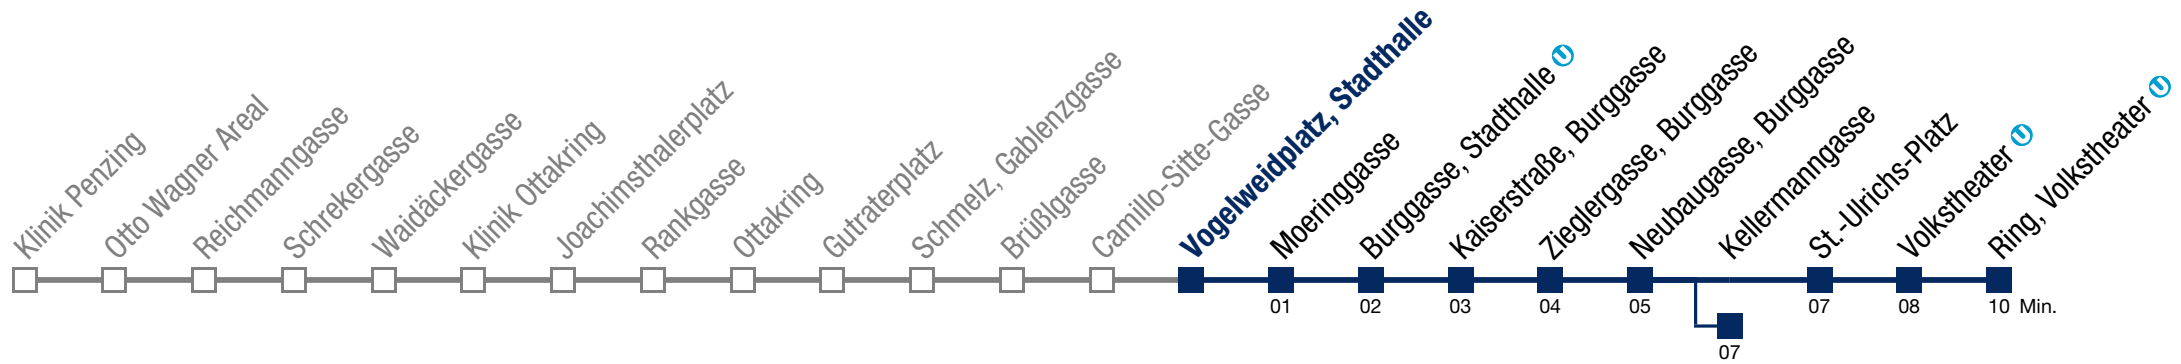 Klinik Penzing
Otto Wagner Areal
Reichmanngasse
Schrekergasse
Waidäckergasse
Klinik Ottakring
Joachimsthalerplatz
Rankgasse
Ottakring
Gutraterplatz
Schmelz, Gablenzgasse
Brüßlgasse
Camillo-Sitte-Gasse
Vogelweidplatz, Stadthalle
Moeringgasse
Burggasse, Stadthalle U
Kaiserstraße, Burggasse
Zieglergasse, Burggasse
Neubaugasse, Burggasse
Kellermanngasse
St.-Ulrichs-Platz
Volkstheater U
Ring, Volkstheater U
01 02 03 04 05 07 08 10 Min.
07